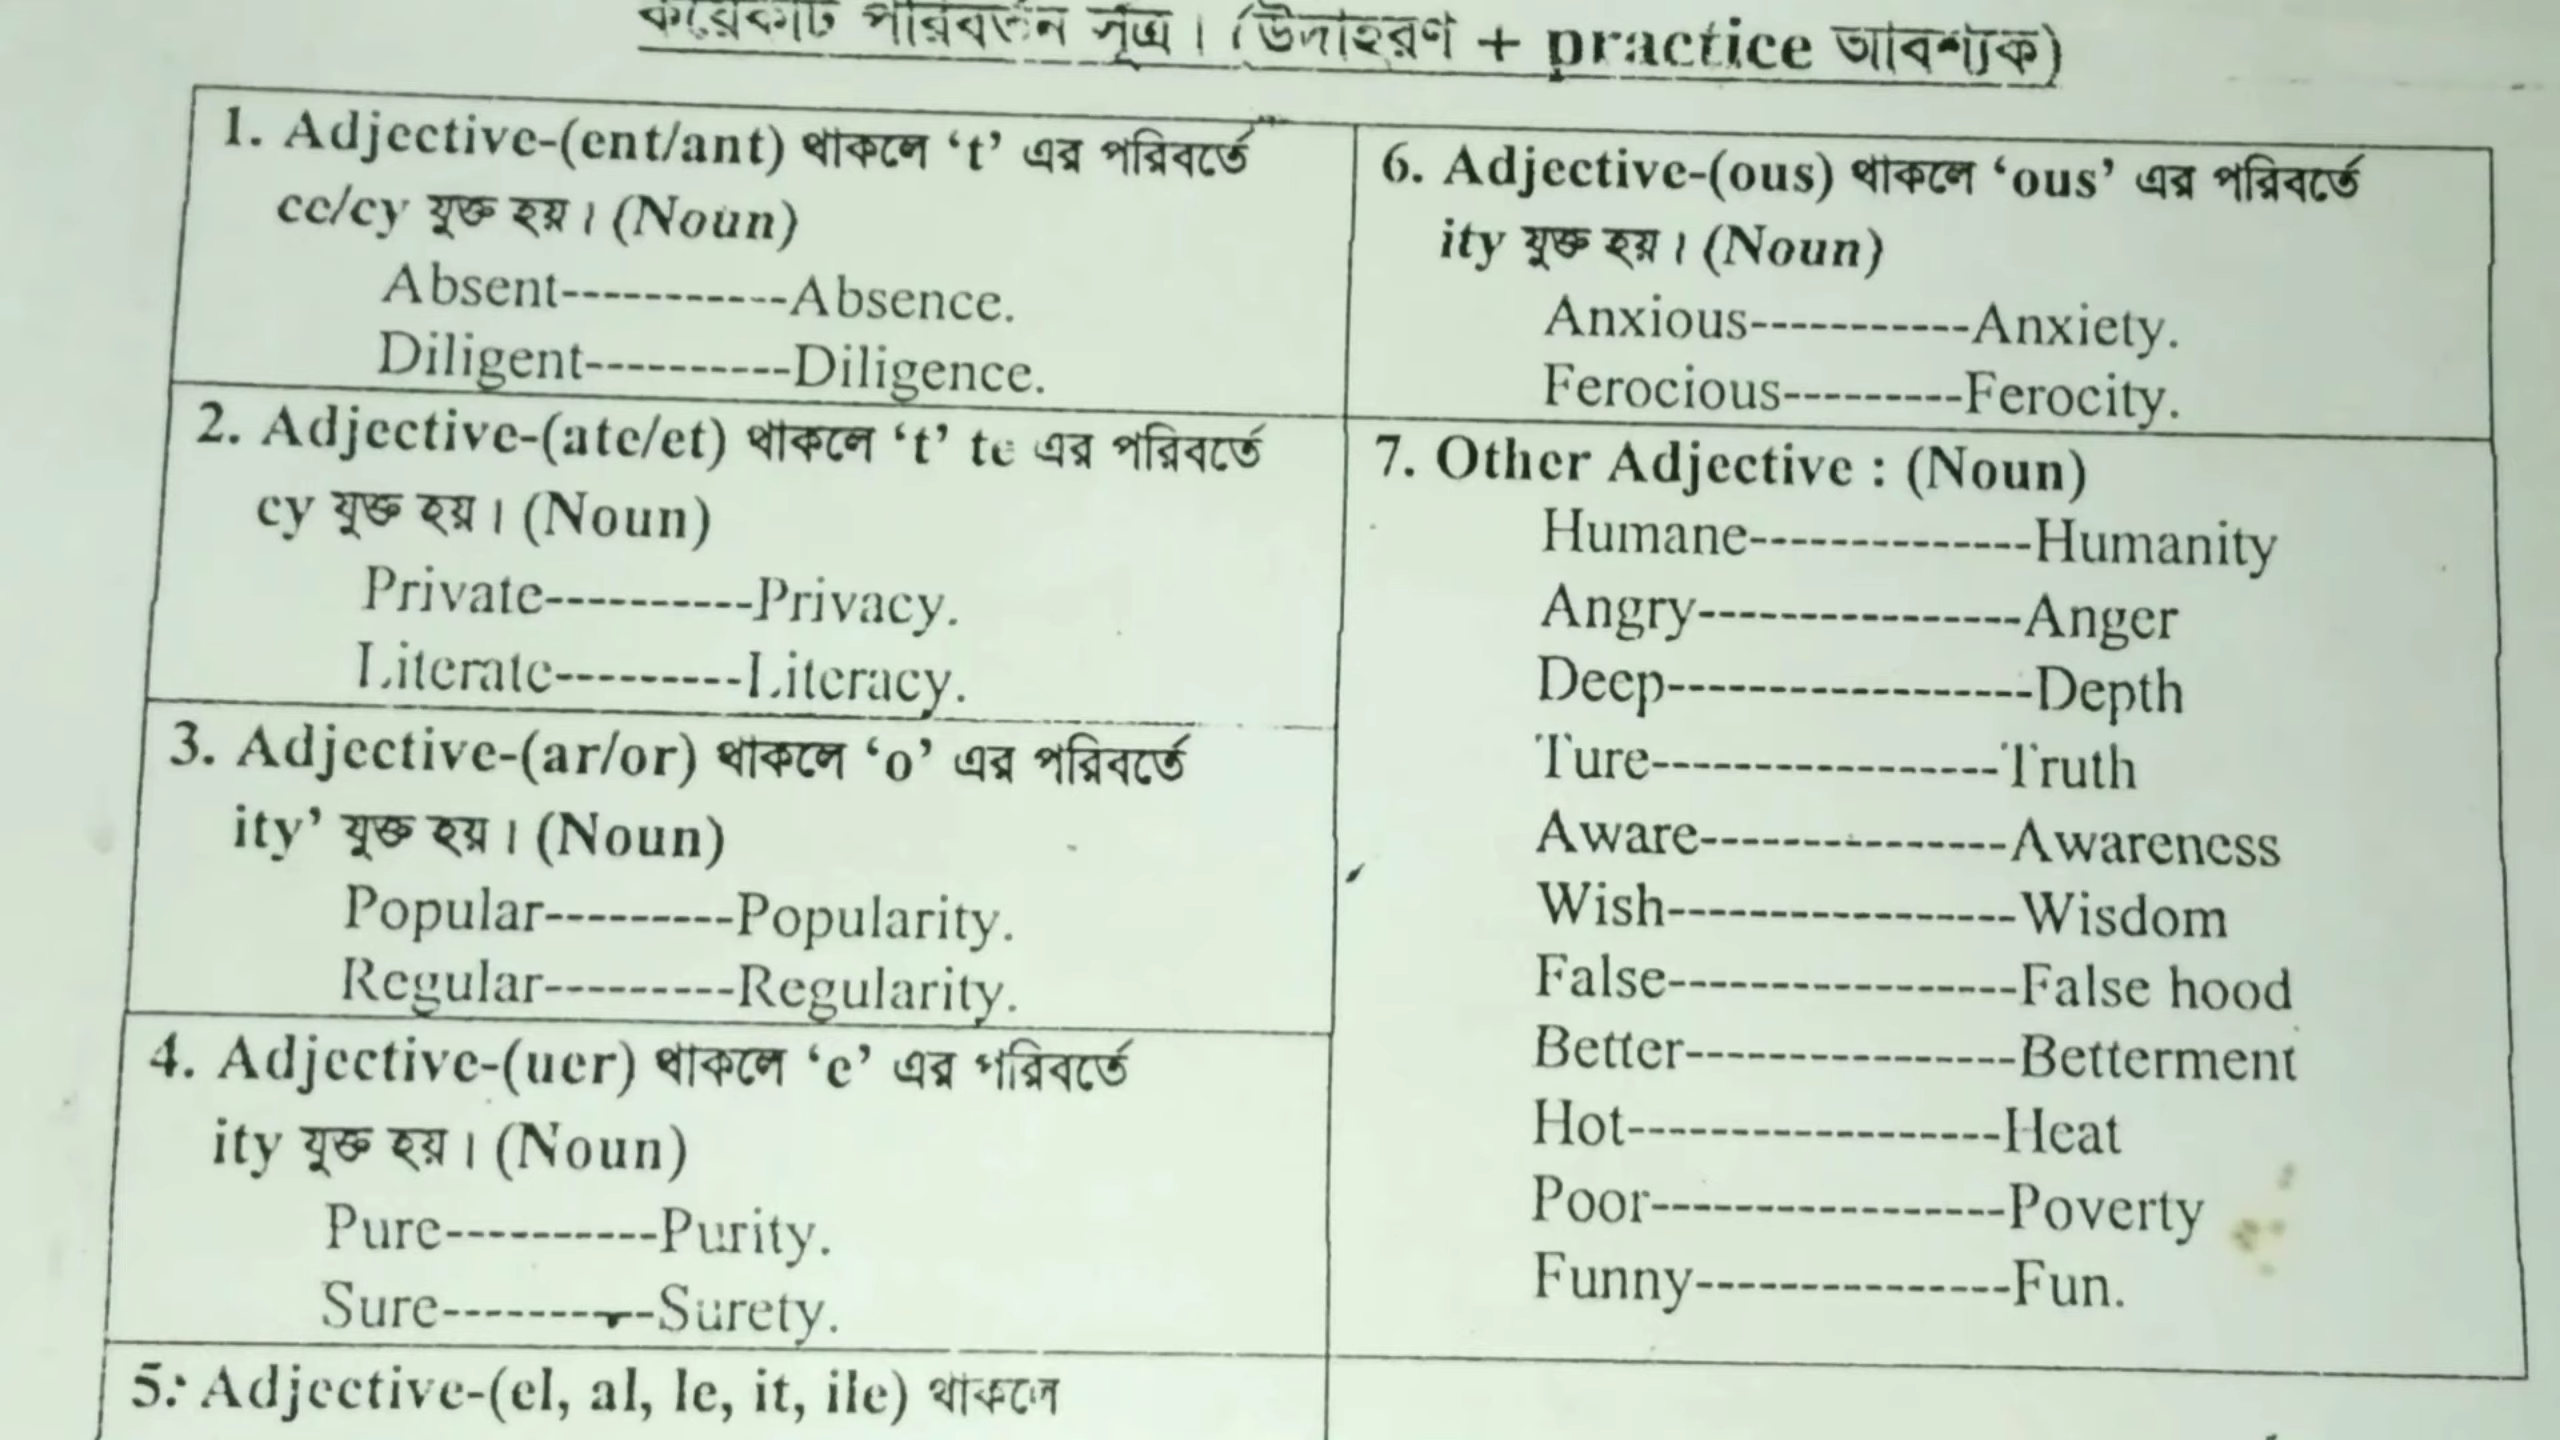 কয়েকটি পরিবর্তন সূত্র। (উদাহরণ + practice আবশ্যক)
1. Adjective-(ent/ant) থাকলে ‘t’ এর পরিবর্তে
ce/cy যুক্ত হয়। (Noun)
Absent-----------Absence.
Diligent----------Diligence.
2. Adjective-(ate/et) থাকলে ‘t’ te এর পরিবর্তে
cy যুক্ত হয়। (Noun)
Private----------Privacy.
Literate---------Literacy.
3. Adjective-(ar/or) থাকলে ‘o’ এর পরিবর্তে
ity’ যুক্ত হয়। (Noun)
Popular---------Popularity.
Regular---------Regularity.
4. Adjective-(uer) থাকলে ‘e’ এর পরিবর্তে
ity যুক্ত হয়। (Noun)
Pure----------Purity.
Sure----------Surety.
5. Adjective-(el, al, le, it, ile) থাকলে
6. Adjective-(ous) থাকলে ‘ous’ এর পরিবর্তে
ity যুক্ত হয়। (Noun)
Anxious-----------Anxiety.
Ferocious---------Ferocity.
7. Other Adjective : (Noun)
Humane--------------Humanity
Angry----------------Anger
Deep------------------Depth
Ture-----------------Truth
Aware---------------Awareness
Wish-----------------Wisdom
False-----------------False hood
Better----------------Betterment
Hot------------------Heat
Poor-----------------Poverty
Funny---------------Fun.